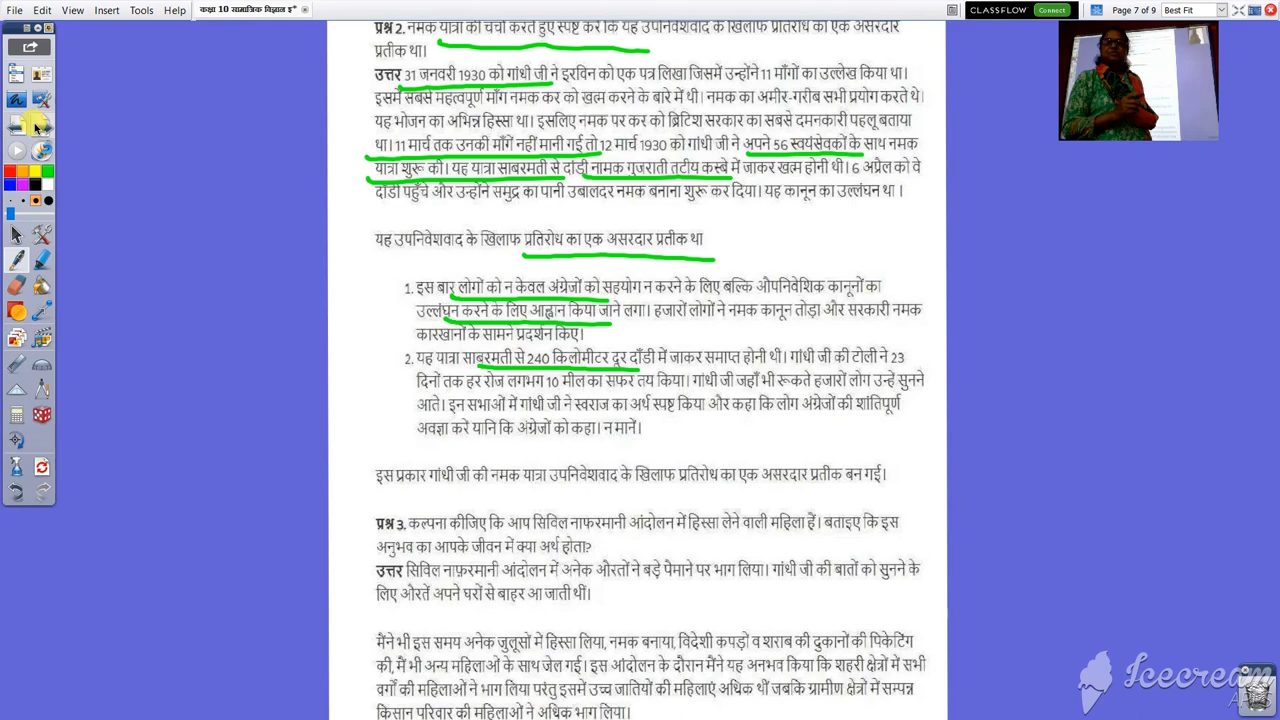 File Edit View Insert Tools Help कक्षा 10 सामाजिक विज्ञान इ* CLASSFLOW Connect Page 7 of 9 Best Fit
प्रश्न 2. नमक यात्रा की चर्चा करते हुए स्पष्ट करें कि यह उपनिवेशवाद के खिलाफ प्रतिरोध का एक असरदार
प्रतीक था।
उत्तर 31 जनवरी 1930 को गांधी जी ने इरविन को एक पत्र लिखा जिसमें उन्होंने 11 माँगों का उल्लेख किया था।
इसमें सबसे महत्वपूर्ण माँग नमक कर को खत्म करने के बारे में थी। नमक का अमीर-गरीब सभी प्रयोग करते थे।
यह भोजन का अभिन्न हिस्सा था। इसलिए नमक पर कर को ब्रिटिश सरकार का सबसे दमनकारी पहलू बताया
था। 11 मार्च तक उनकी माँगें नहीं मानी गई तो 12 मार्च 1930 को गांधी जी ने अपने 56 स्वयंसेवकों के साथ नमक
यात्रा शुरू की। यह यात्रा साबरमती से दांडी नामक गुजराती तटीय कस्बे में जाकर खत्म होनी थी। 6 अप्रैल को वे
दाँडी पहुँचे और उन्होंने समुद्र का पानी उबालदर नमक बनाना शुरू कर दिया। यह कानून का उल्लंघन था ।
यह उपनिवेशवाद के खिलाफ प्रतिरोध का एक असरदार प्रतीक था
1. इस बार लोगों को न केवल अंग्रेजों को सहयोग न करने के लिए बल्कि औपनिवेशिक कानूनों का
उल्लंघन करने के लिए आह्वान किया जाने लगा। हजारों लोगों ने नमक कानून तोड़ा और सरकारी नमक
कारखानों के सामने प्रदर्शन किए।
2. यह यात्रा साबरमती से 240 किलोमीटर दूर दाँडी में जाकर समाप्त होनी थी। गांधी जी की टोली ने 23
दिनों तक हर रोज लगभग 10 मील का सफर तय किया। गांधी जी जहाँ भी रूकते हजारों लोग उन्हें सुनने
आते। इन सभाओं में गांधी जी ने स्वराज का अर्थ स्पष्ट किया और कहा कि लोग अंग्रेजों की शांतिपूर्ण
अवज्ञा करें यानि कि अंग्रेजों को कहा। न मानें।
इस प्रकार गांधी जी की नमक यात्रा उपनिवेशवाद के खिलाफ प्रतिरोध का एक असरदार प्रतीक बन गई।
प्रश्न 3. कल्पना कीजिए कि आप सिविल नाफरमानी आंदोलन में हिस्सा लेने वाली महिला हैं। बताइए कि इस
अनुभव का आपके जीवन में क्या अर्थ होता?
उत्तर सिविल नाफ़रमानी आंदोलन में अनेक औरतों ने बड़े पैमाने पर भाग लिया। गांधी जी की बातों को सुनने के
लिए औरतें अपने घरों से बाहर आ जाती थीं।
मैंने भी इस समय अनेक जुलूसों में हिस्सा लिया, नमक बनाया, विदेशी कपड़ों व शराब की दुकानों की पिकेटिंग
की, मैं भी अन्य महिलाओं के साथ जेल गई। इस आंदोलन के दौरान मैंने यह अनभव किया कि शहरी क्षेत्रों में सभी
वर्गों की महिलाओं ने भाग लिया परंतु इसमें उच्च जातियों की महिलाएं अधिक थीं जबकि ग्रामीण क्षेत्रों में सम्पन्न
किसान परिवार की महिलाओं ने अधिक भाग लिया।
Icecream